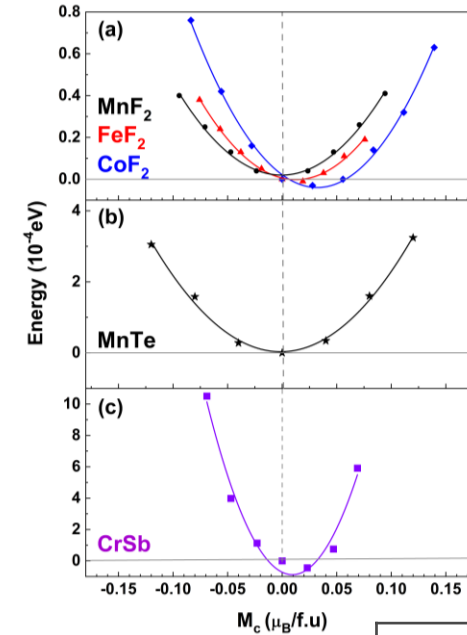 (a)
0.8
0.6
0.4
0.2
0.0
MnF2
FeF2
CoF2
(b)
4
2
0
MnTe
(c)
10
8
6
4
2
0
CrSb
Energy (10⁻⁴eV)
-0.15 -0.10 -0.05 0.00 0.05 0.10 0.15
Mc (μB/f.u)